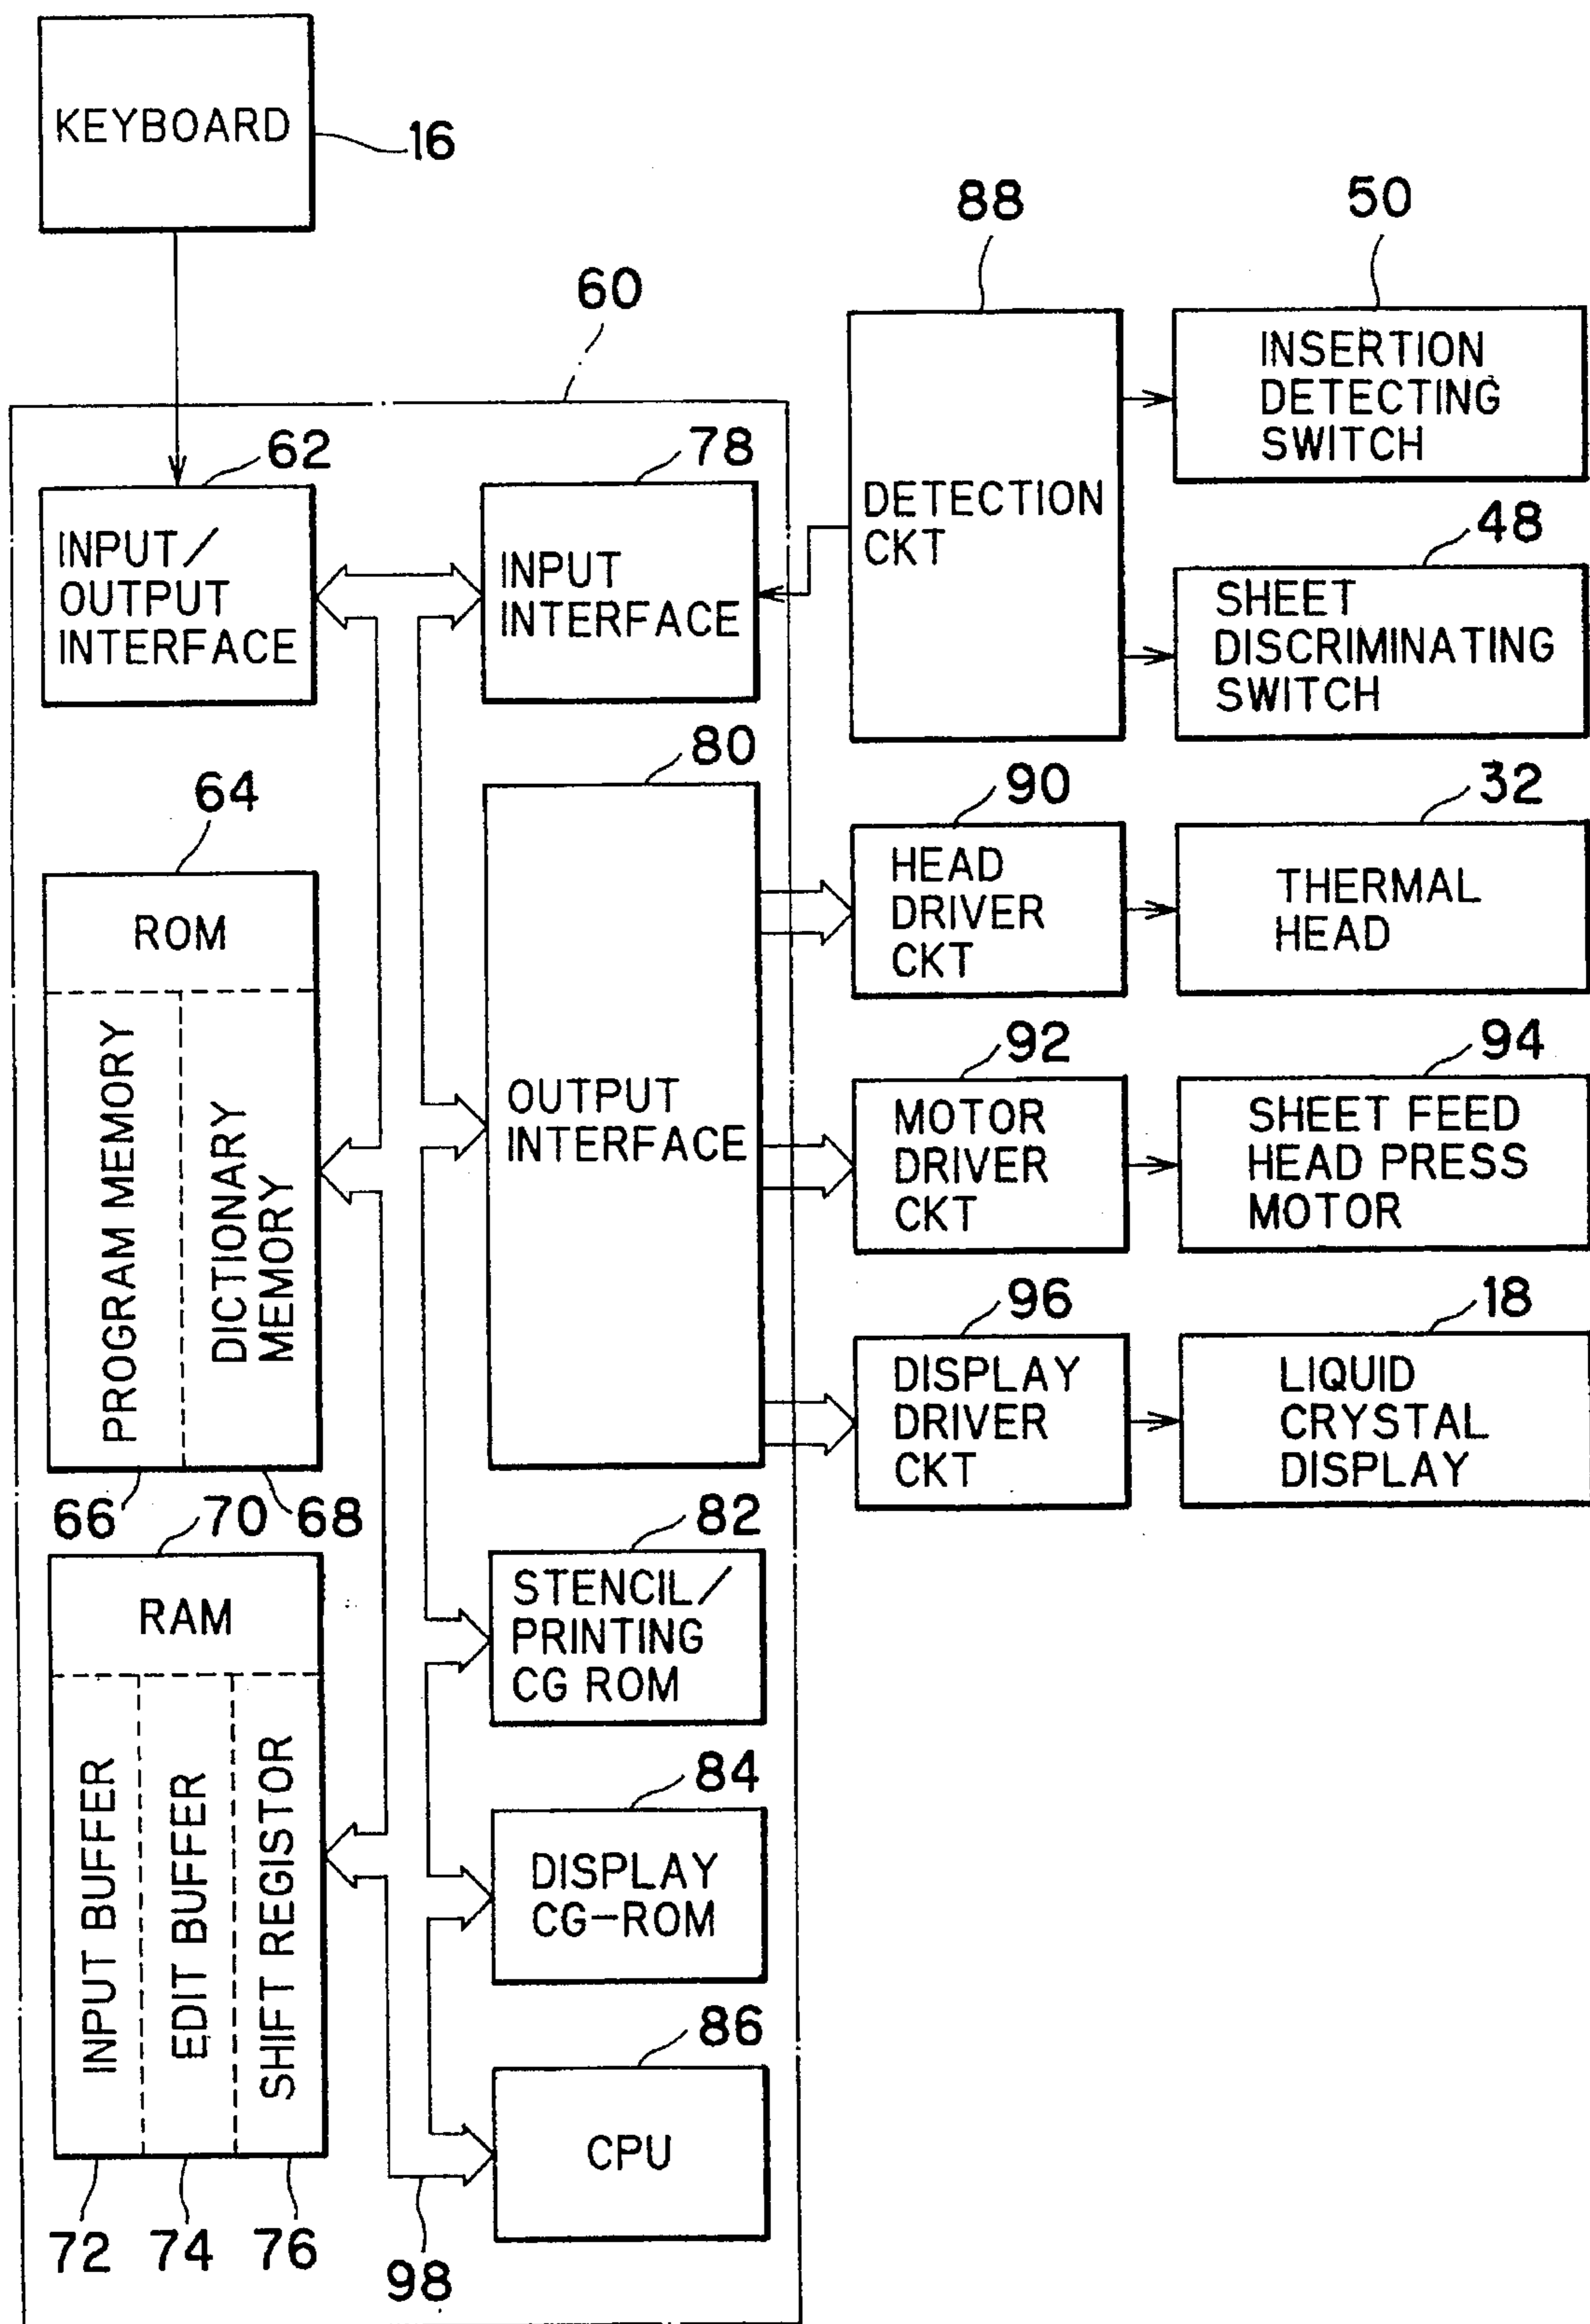 KEYBOARD
16
88
50
60
INSERTION
DETECTING
SWITCH
62
78
DETECTION
CKT
48
INPUT/
OUTPUT
INTERFACE
INPUT
INTERFACE
SHEET
DISCRIMINATING
SWITCH
80
64
90
32
ROM
HEAD
DRIVER
CKT
THERMAL
HEAD
PROGRAM MEMORY
DICTIONARY
MEMORY
OUTPUT
INTERFACE
92
94
MOTOR
DRIVER
CKT
SHEET FEED
HEAD PRESS
MOTOR
96
18
DISPLAY
DRIVER
CKT
LIQUID
CRYSTAL
DISPLAY
66
70
68
82
RAM
STENCIL/
PRINTING
CG ROM
INPUT BUFFER
EDIT BUFFER
SHIFT REGISTOR
84
DISPLAY
CG-ROM
86
CPU
72
74
76
98